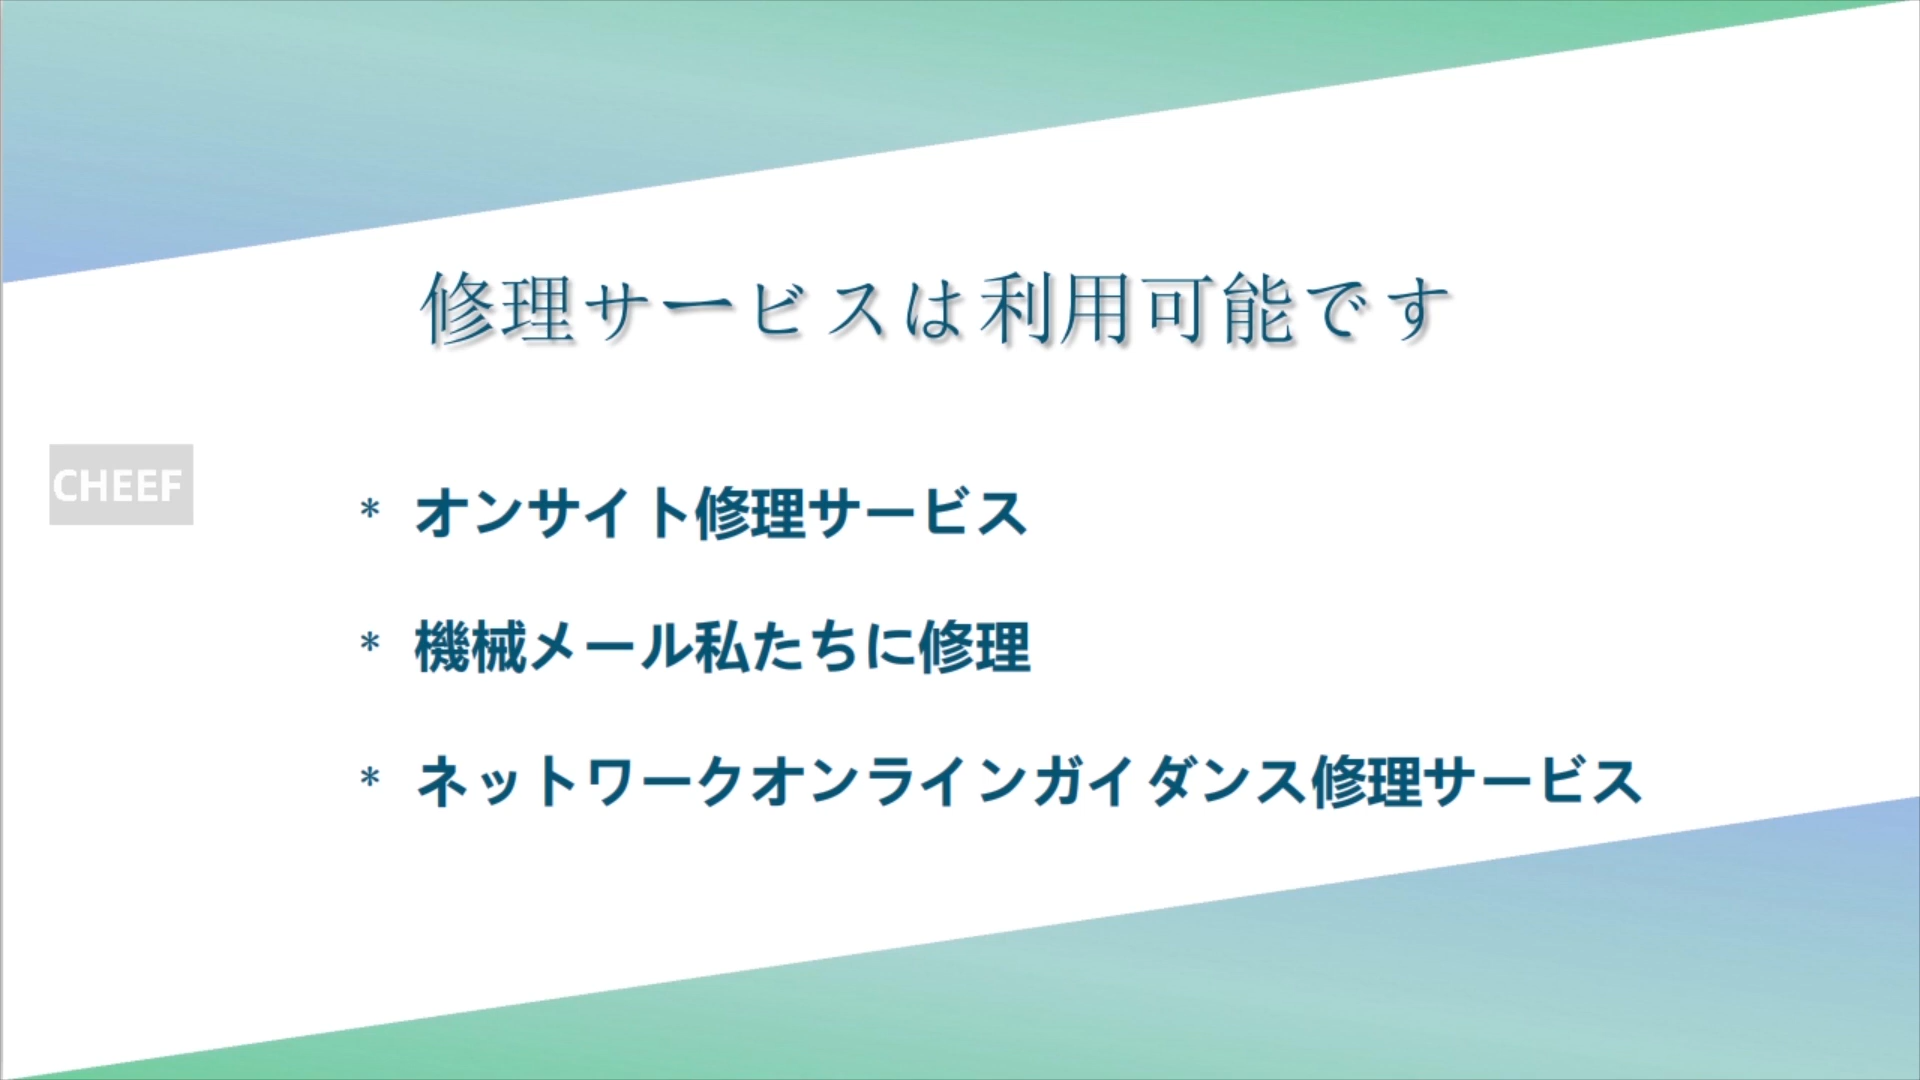 修理サービスは利用可能です
CHEEF
* オンサイト修理サービス
* 機械メール私たちに修理
* ネットワークオンラインガイダンス修理サービス